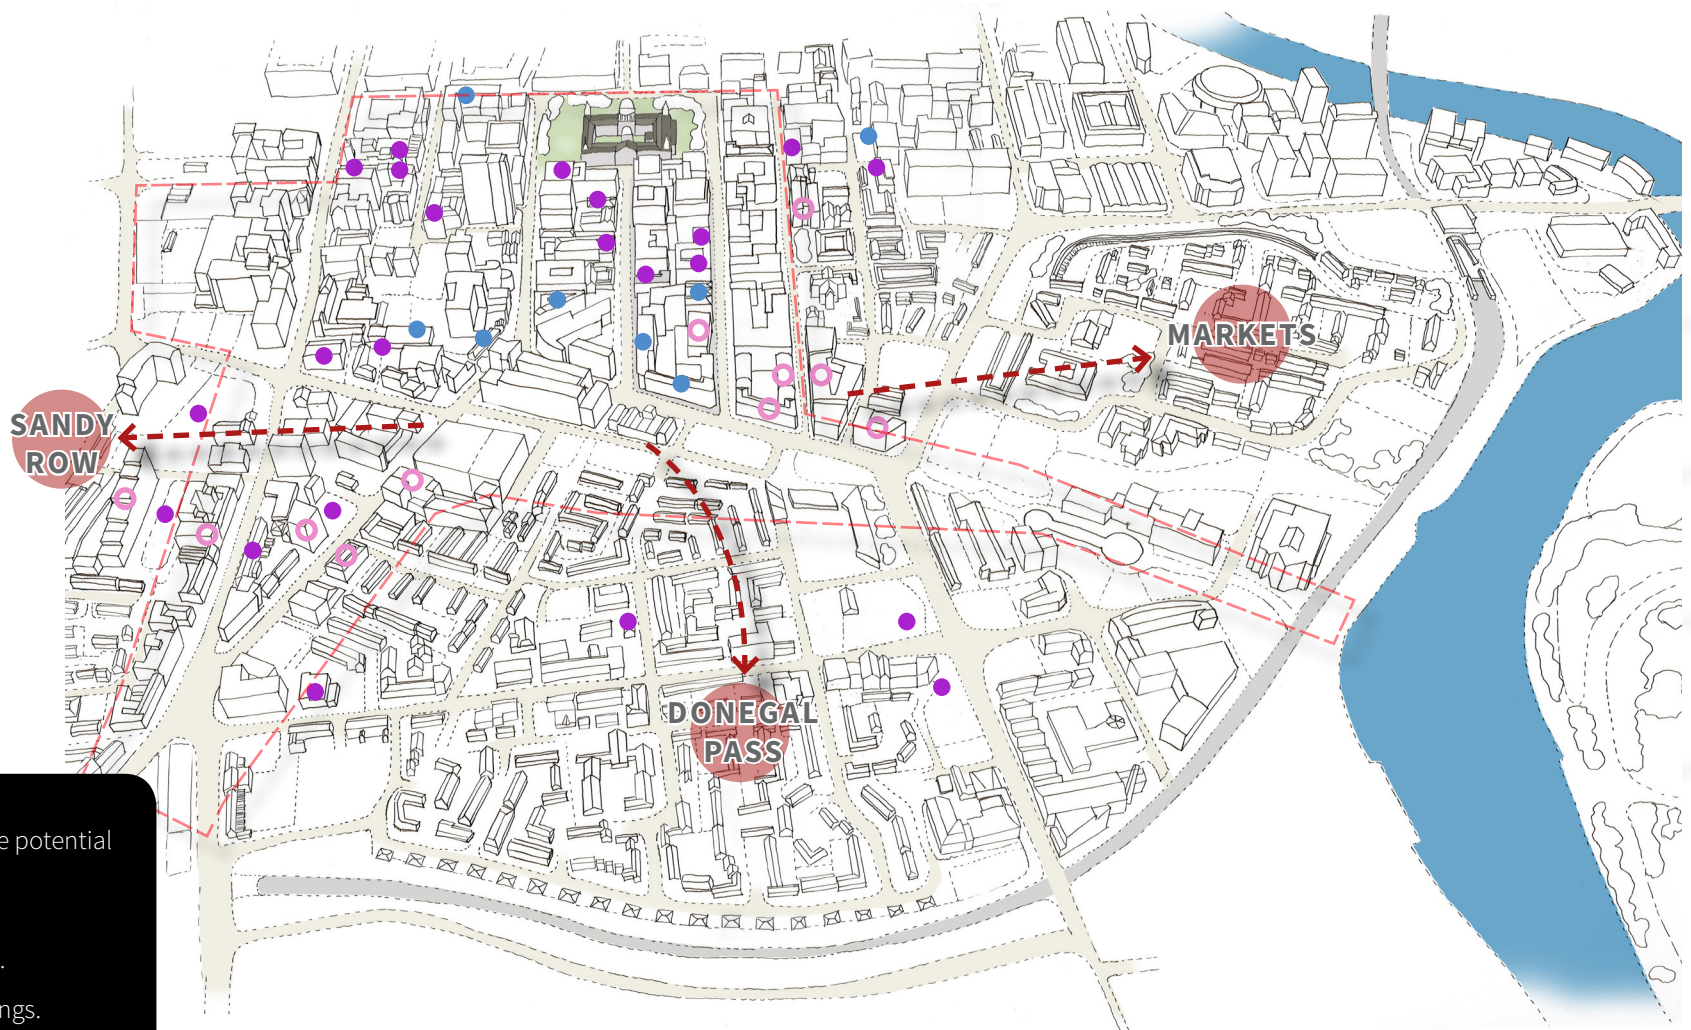 MARKETS
SANDY
ROW
DONEGAL
PASS
e potential
.
ngs.